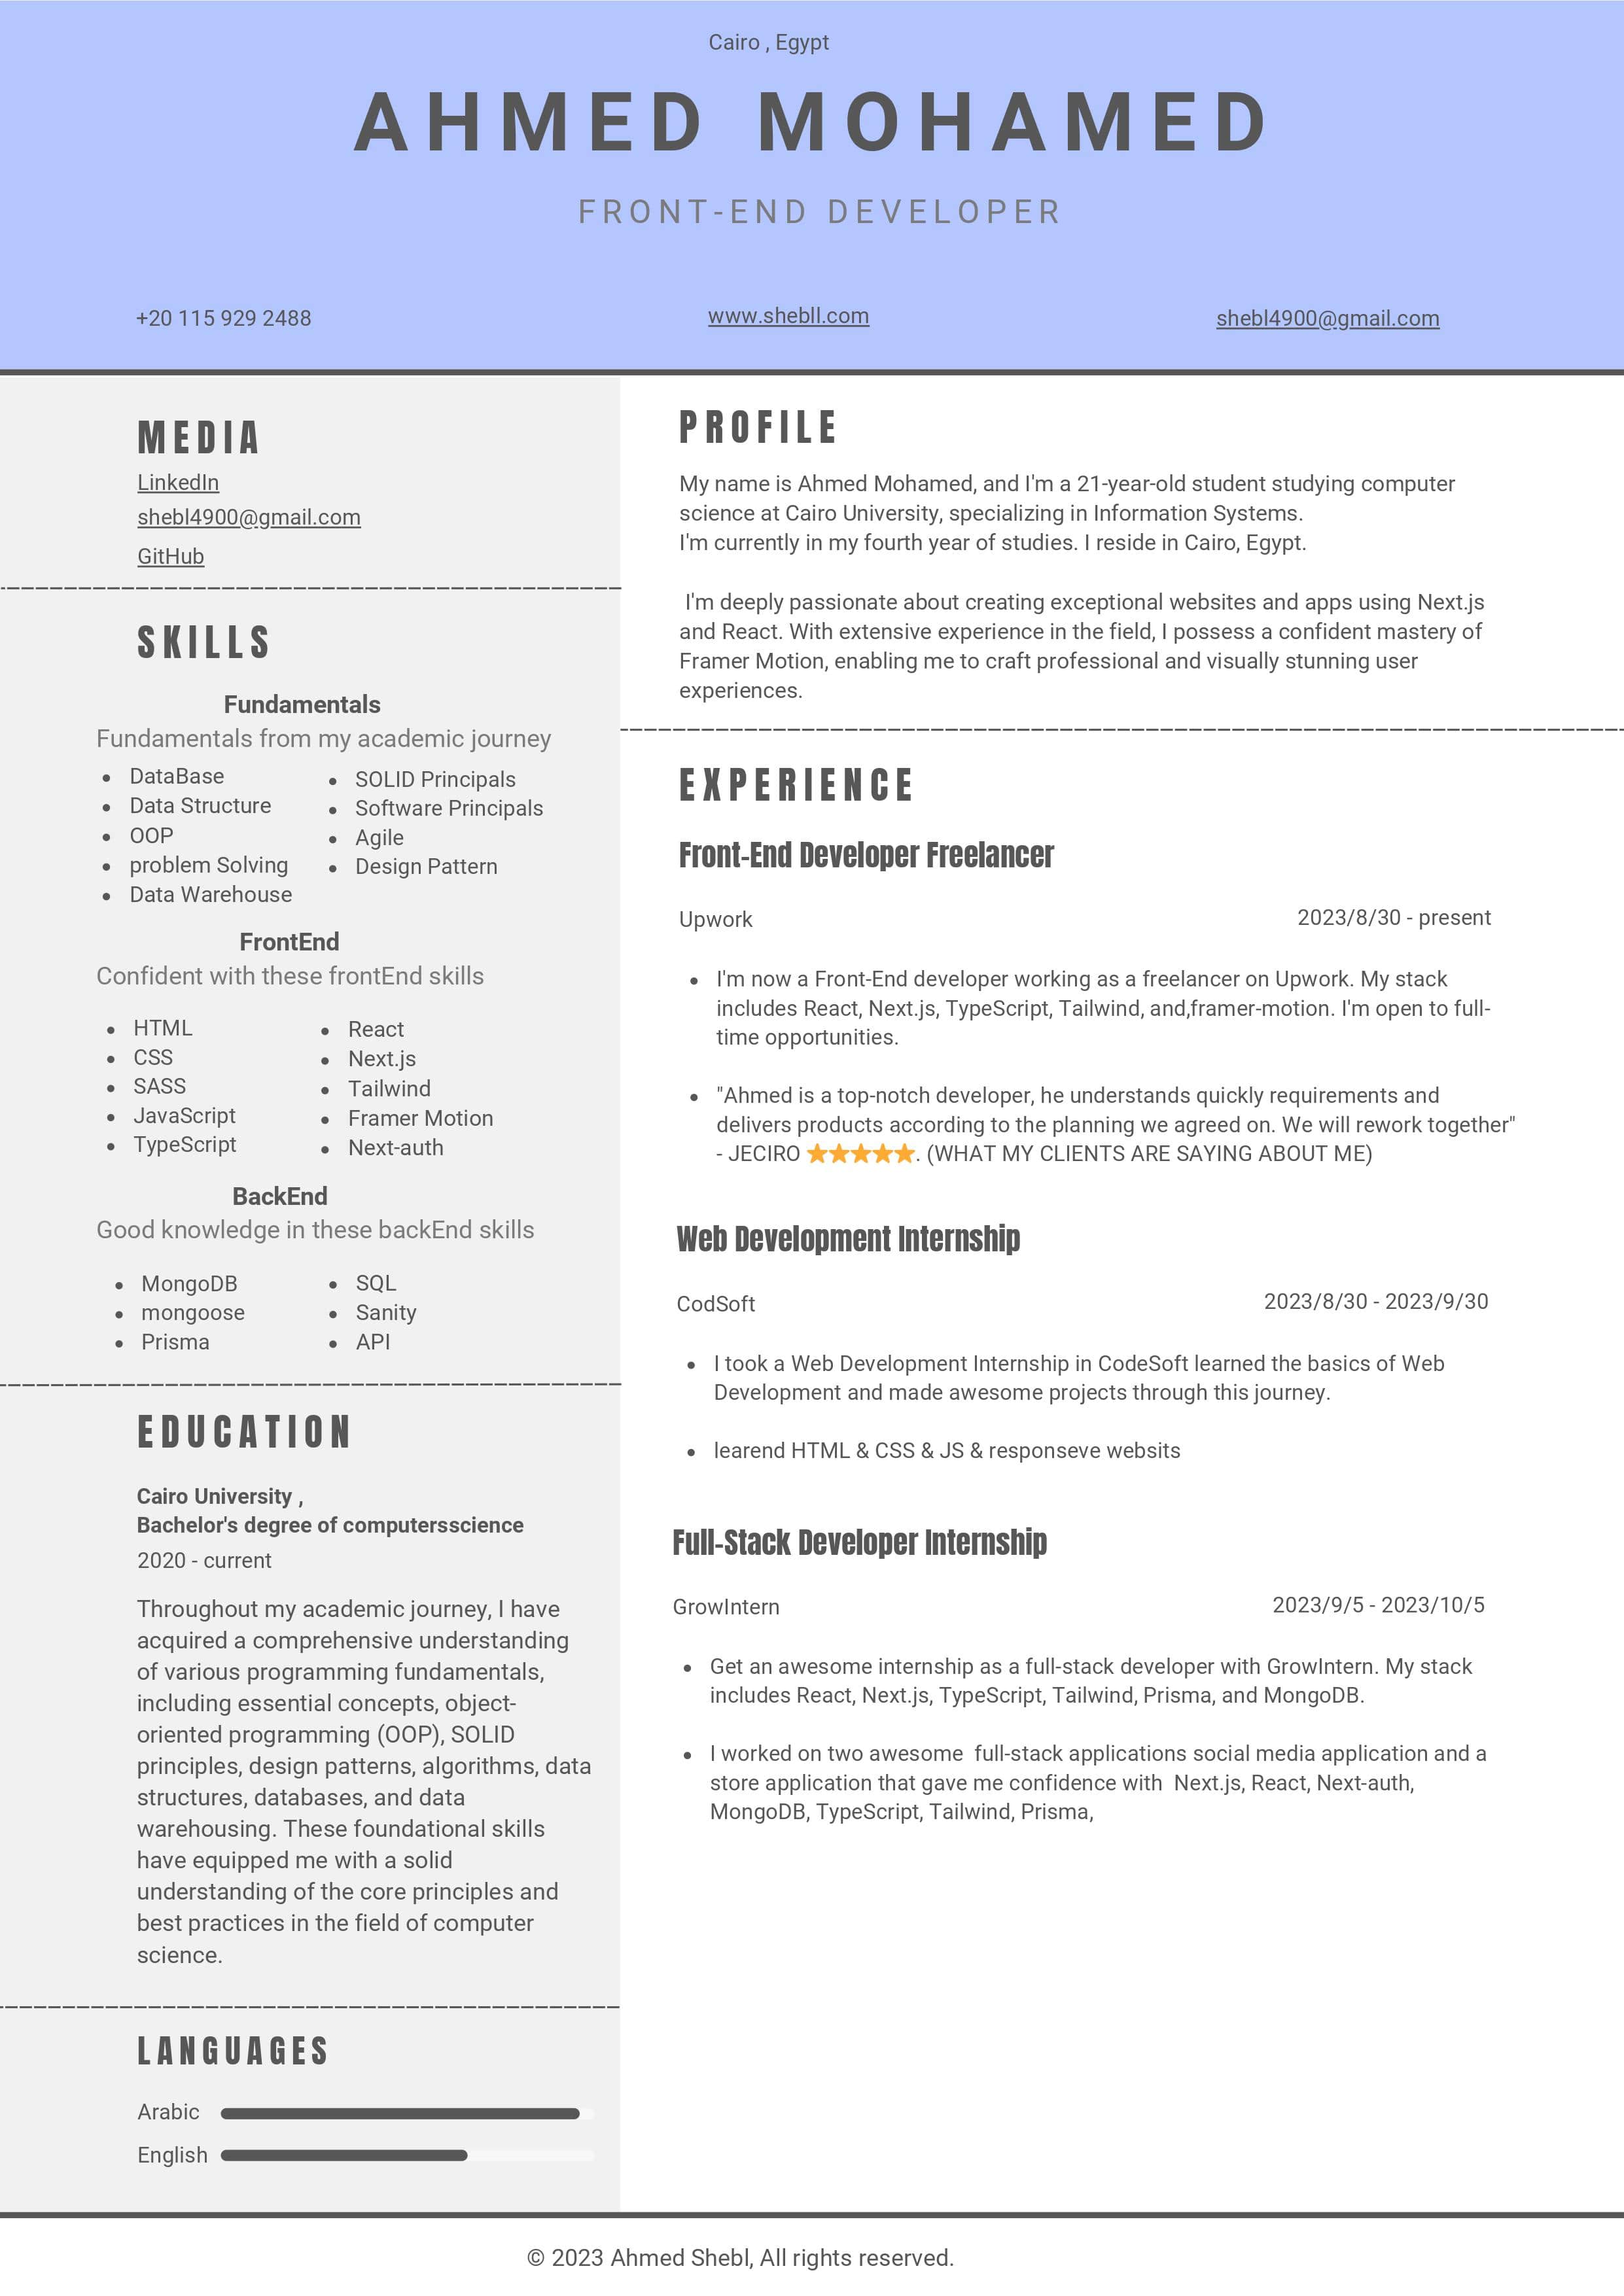 Cairo , Egypt
AHMED MOHAMED
FRONT-END DEVELOPER
+20 115 929 2488
www.shebll.com
shebl4900@gmail.com
MEDIA
LinkedIn
shebl4900@gmail.com
GitHub
SKILLS
Fundamentals
Fundamentals from my academic journey
• DataBase
• Data Structure
• OOP
• problem Solving
• Data Warehouse
• SOLID Principals
• Software Principals
• Agile
• Design Pattern
FrontEnd
Confident with these frontEnd skills
• HTML
• CSS
• SASS
• JavaScript
• TypeScript
• React
• Next.js
• Tailwind
• Framer Motion
• Next-auth
BackEnd
Good knowledge in these backEnd skills
• MongoDB
• mongoose
• Prisma
• SQL
• Sanity
• API
EDUCATION
Cairo University ,
Bachelor's degree of computersscience
2020 - current
Throughout my academic journey, I have
acquired a comprehensive understanding
of various programming fundamentals,
including essential concepts, object-
oriented programming (OOP), SOLID
principles, design patterns, algorithms, data
structures, databases, and data
warehousing. These foundational skills
have equipped me with a solid
understanding of the core principles and
best practices in the field of computer
science.
LANGUAGES
Arabic
English
PROFILE
My name is Ahmed Mohamed, and I'm a 21-year-old student studying computer
science at Cairo University, specializing in Information Systems.
I'm currently in my fourth year of studies. I reside in Cairo, Egypt.
I'm deeply passionate about creating exceptional websites and apps using Next.js
and React. With extensive experience in the field, I possess a confident mastery of
Framer Motion, enabling me to craft professional and visually stunning user
experiences.
EXPERIENCE
Front-End Developer Freelancer
Upwork 2023/8/30 - present
• I'm now a Front-End developer working as a freelancer on Upwork. My stack
includes React, Next.js, TypeScript, Tailwind, and,framer-motion. I'm open to full-
time opportunities.
• "Ahmed is a top-notch developer, he understands quickly requirements and
delivers products according to the planning we agreed on. We will rework together"
- JECIRO ⭐⭐⭐⭐⭐. (WHAT MY CLIENTS ARE SAYING ABOUT ME)
Web Development Internship
CodSoft 2023/8/30 - 2023/9/30
• I took a Web Development Internship in CodeSoft learned the basics of Web
Development and made awesome projects through this journey.
• learend HTML & CSS & JS & responseve websits
Full-Stack Developer Internship
GrowIntern 2023/9/5 - 2023/10/5
• Get an awesome internship as a full-stack developer with GrowIntern. My stack
includes React, Next.js, TypeScript, Tailwind, Prisma, and MongoDB.
• I worked on two awesome  full-stack applications social media application and a
store application that gave me confidence with  Next.js, React, Next-auth,
MongoDB, TypeScript, Tailwind, Prisma,
© 2023 Ahmed Shebl, All rights reserved.